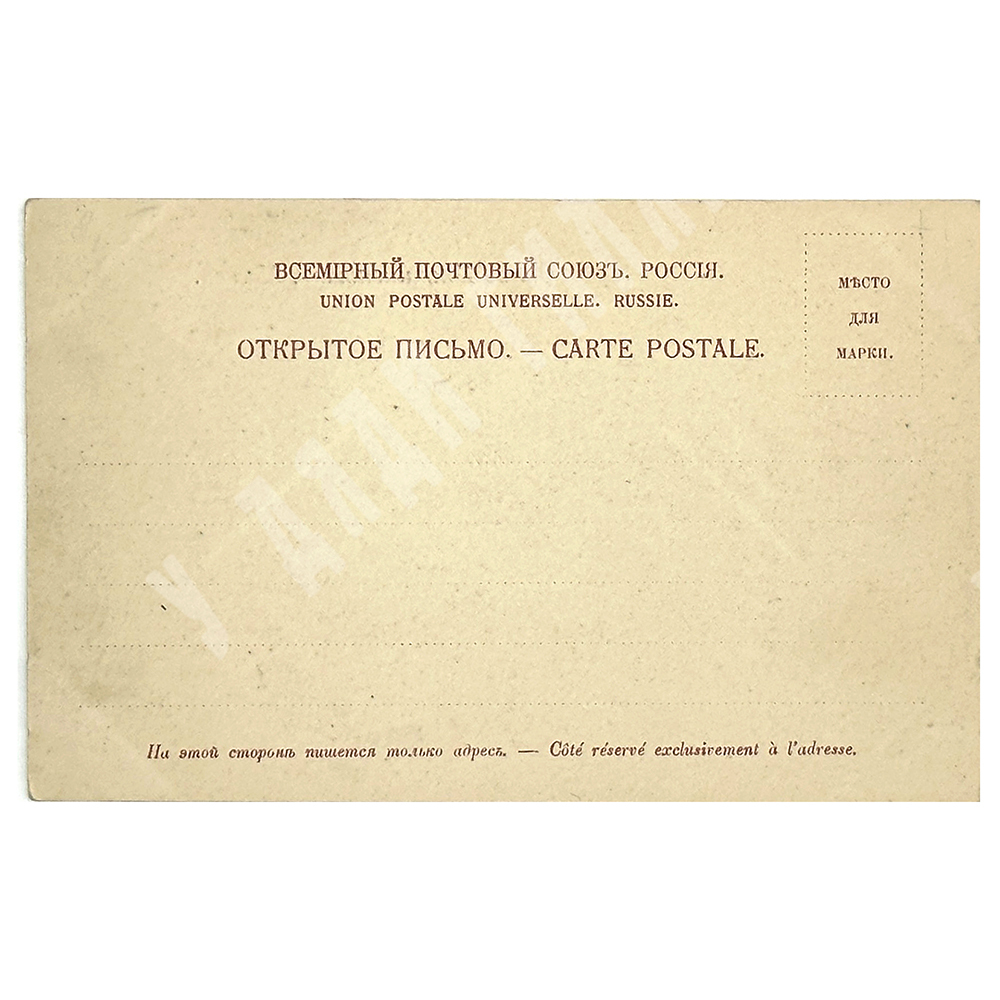 ВСЕМІРНЫЙ ПОЧТОВЫЙ СОЮЗЪ. РОССІЯ.
UNION POSTALE UNIVERSELLE. RUSSIE.
ОТКРЫТОЕ ПИСЬМО. — CARTE POSTALE.
МѢСТО
ДЛЯ
МАРКИ.
На этой сторонѣ пишется только адресъ. — Côté réservé exclusivement à l'adresse.